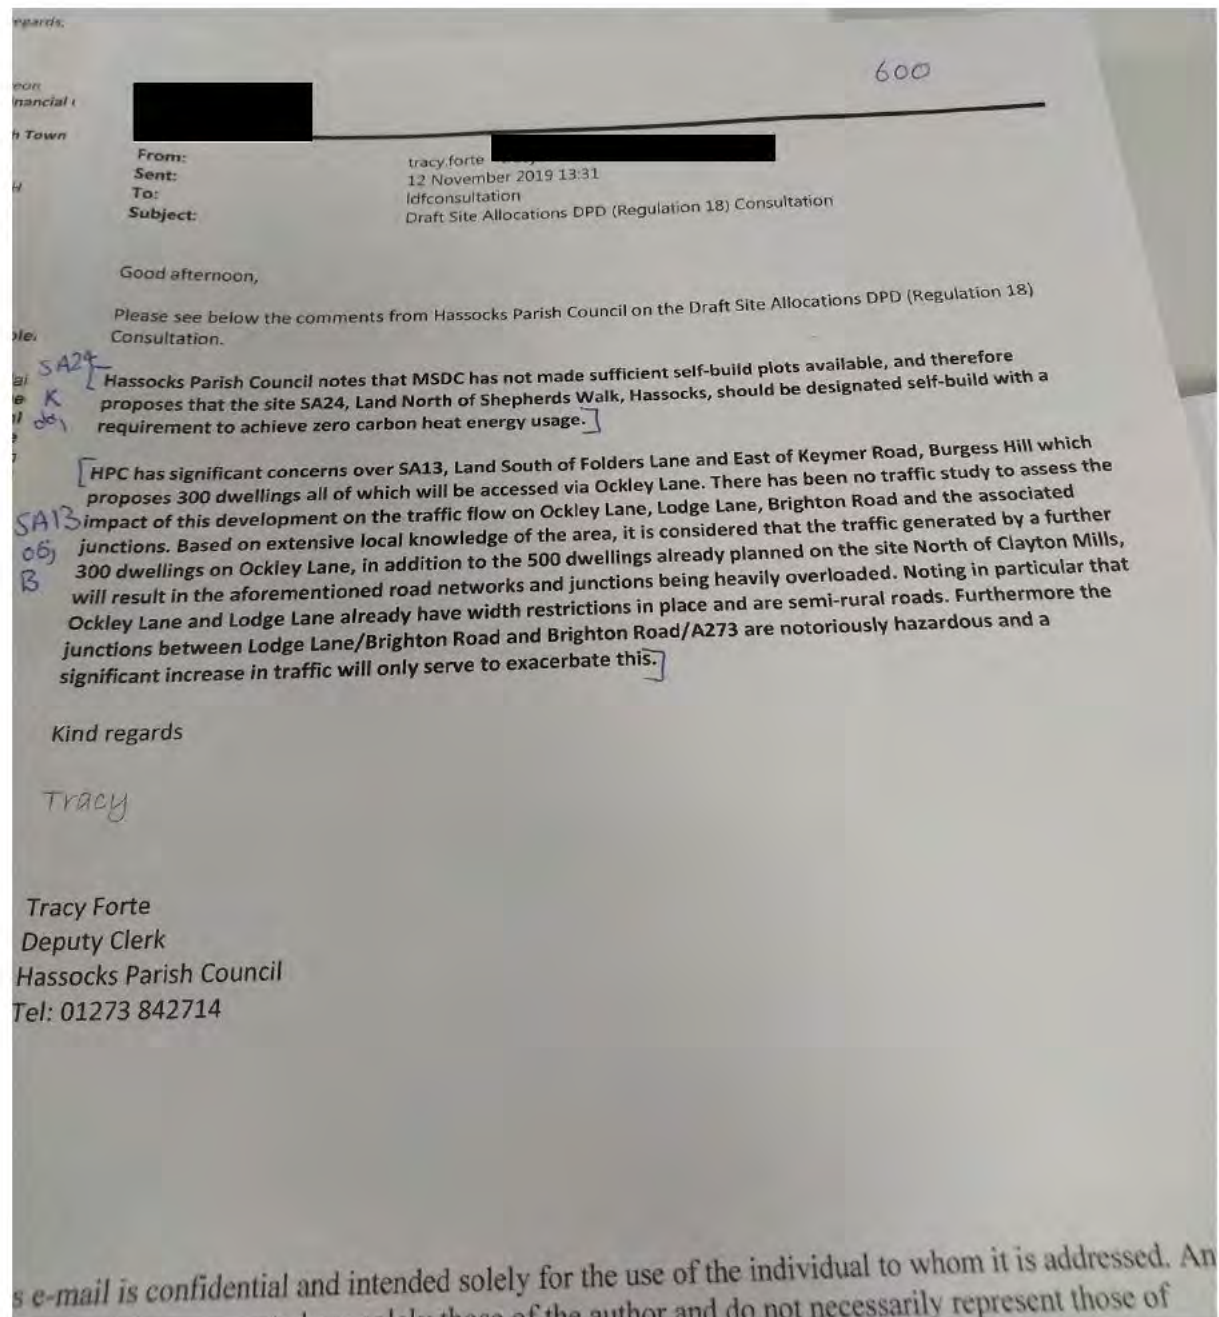 egards,
600
nancial
h Town
From: tracy.forte
Sent: 12 November 2019 13:31
To: ldfconsultation
Subject: Draft Site Allocations DPD (Regulation 18) Consultation
Good afternoon,
Please see below the comments from Hassocks Parish Council on the Draft Site Allocations DPD (Regulation 18)
Consultation.
SA24
[Hassocks Parish Council notes that MSDC has not made sufficient self-build plots available, and therefore
K
proposes that the site SA24, Land North of Shepherds Walk, Hassocks, should be designated self-build with a
requirement to achieve zero carbon heat energy usage.]
[HPC has significant concerns over SA13, Land South of Folders Lane and East of Keymer Road, Burgess Hill which
proposes 300 dwellings all of which will be accessed via Ockley Lane. There has been no traffic study to assess the
SA13
impact of this development on the traffic flow on Ockley Lane, Lodge Lane, Brighton Road and the associated
obj
junctions. Based on extensive local knowledge of the area, it is considered that the traffic generated by a further
B
300 dwellings on Ockley Lane, in addition to the 500 dwellings already planned on the site North of Clayton Mills,
will result in the aforementioned road networks and junctions being heavily overloaded. Noting in particular that
Ockley Lane and Lodge Lane already have width restrictions in place and are semi-rural roads. Furthermore the
junctions between Lodge Lane/Brighton Road and Brighton Road/A273 are notoriously hazardous and a
significant increase in traffic will only serve to exacerbate this.]
Kind regards
Tracy
Tracy Forte
Deputy Clerk
Hassocks Parish Council
Tel: 01273 842714
s e-mail is confidential and intended solely for the use of the individual to whom it is addressed. An
those of the author and do not necessarily represent those of